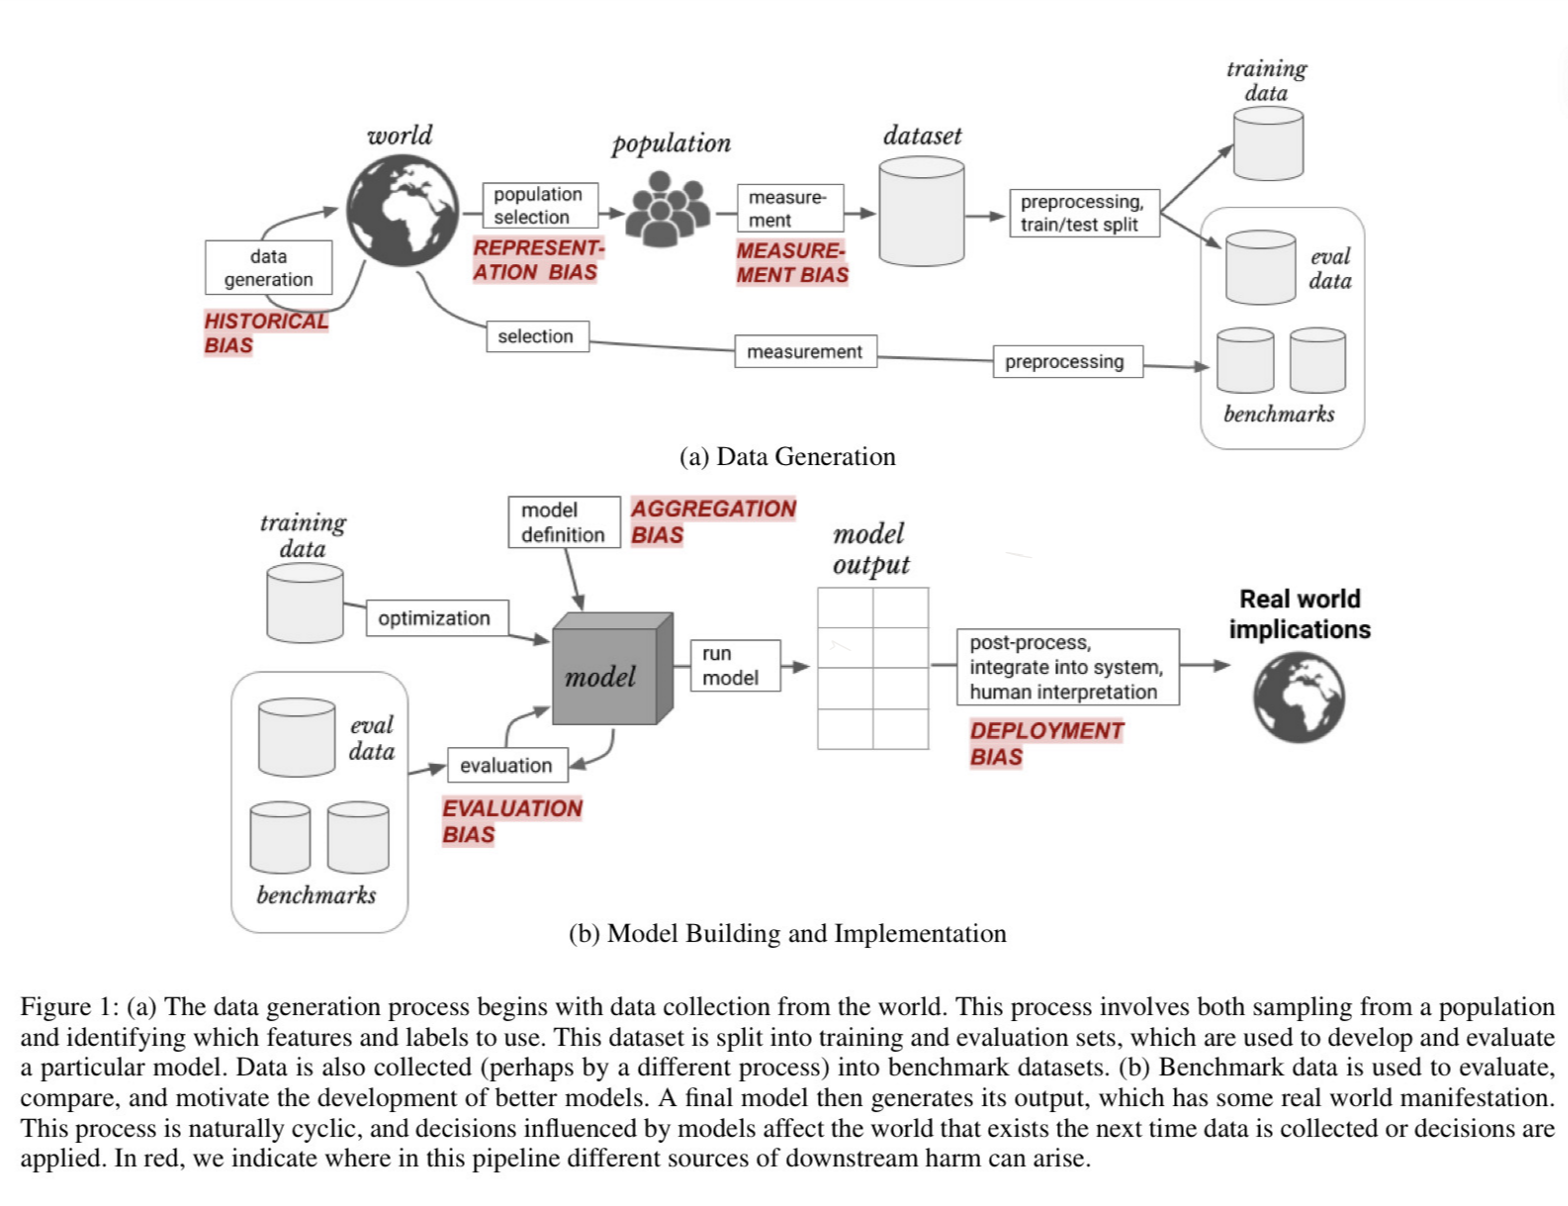 training
data
world
population
dataset
population
selection
measure-
ment
preprocessing,
train/test split
REPRESENT-
ATION BIAS
MEASURE-
MENT BIAS
data
generation
eval
data
HISTORICAL
BIAS
selection
measurement
preprocessing
benchmarks
(a) Data Generation
model
definition
AGGREGATION
BIAS
training
data
model
output
optimization
Real world
implications
model
run
model
post-process,
integrate into system,
human interpretation
eval
data
evaluation
DEPLOYMENT
BIAS
EVALUATION
BIAS
benchmarks
(b) Model Building and Implementation
Figure 1: (a) The data generation process begins with data collection from the world. This process involves both sampling from a population
and identifying which features and labels to use. This dataset is split into training and evaluation sets, which are used to develop and evaluate
a particular model. Data is also collected (perhaps by a different process) into benchmark datasets. (b) Benchmark data is used to evaluate,
compare, and motivate the development of better models. A final model then generates its output, which has some real world manifestation.
This process is naturally cyclic, and decisions influenced by models affect the world that exists the next time data is collected or decisions are
applied. In red, we indicate where in this pipeline different sources of downstream harm can arise.